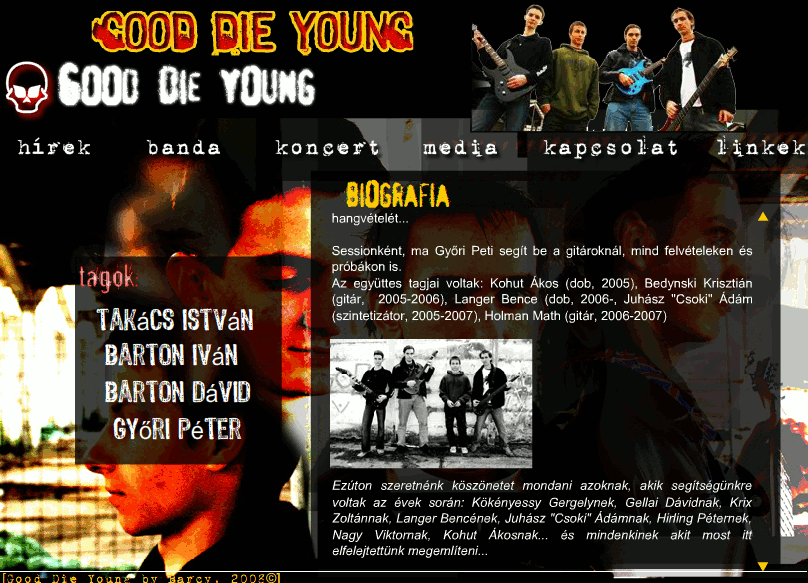 GOOD DIE YOUNG
GOOD DIE YOUNG
hírek banda koncert media kapcsolat linkek
BIOGRAFIA
hangvételét...
Sessionként, ma Győri Peti segít be a gitároknál, mind felvételeken és
próbákon is.
Az együttes tagjai voltak: Kohut Ákos (dob, 2005), Bedynski Krisztián
(gitár, 2005-2006), Langer Bence (dob, 2006-, Juhász "Csoki" Ádám
(szintetizátor, 2005-2007), Holman Math (gitár, 2006-2007)
tagok:
TAKáCS ISTVáN
BARTON IVáN
BARTON DáVID
GYőRI PéTER
Ezúton szeretnénk köszönetet mondani azoknak, akik segítségünkre
voltak az évek során: Kökényessy Gergelynek, Gellai Dávidnak, Krix
Zoltánnak, Langer Bencének, Juhász "Csoki" Ádámnak, Hirling Péternek,
Nagy Viktornak, Kohut Ákosnak... és mindenkinek akit most itt
elfelejtettünk megemlíteni...
[Good Die Young by Marcy, 2008©]